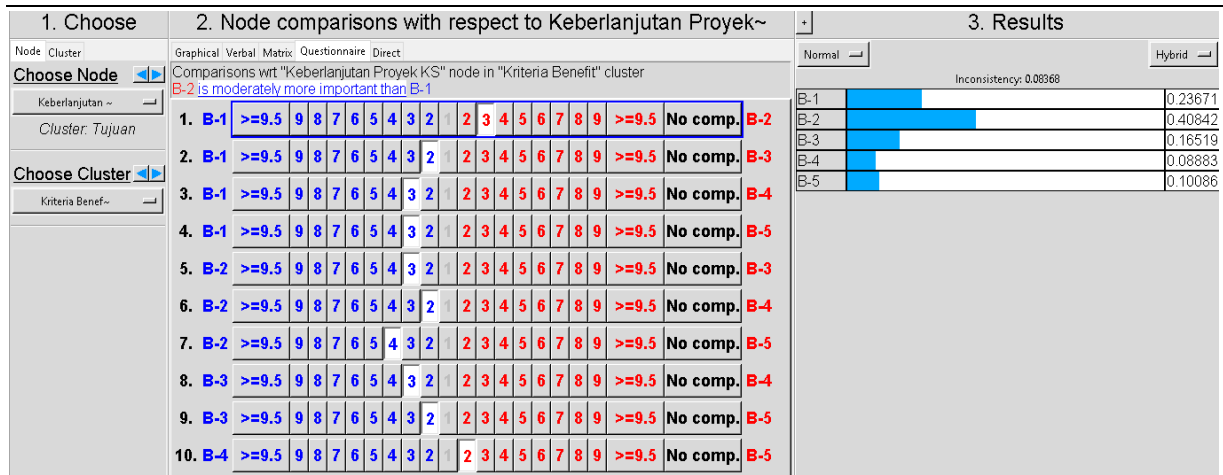 1. Choose
Node Cluster
Choose Node
Keberlanjutan ~
Cluster: Tujuan
Choose Cluster
Kriteria Benef~
2. Node comparisons with respect to Keberlanjutan Proyek~
Graphical Verbal Matrix Questionnaire Direct
Comparisons wrt "Keberlanjutan Proyek KS" node in "Kriteria Benefit" cluster
B-2 is moderately more important than B-1
1. B-1 >=9.5 9 8 7 6 5 4 3 2 1 2 3 4 5 6 7 8 9 >=9.5 No comp. B-2
2. B-1 >=9.5 9 8 7 6 5 4 3 2 1 2 3 4 5 6 7 8 9 >=9.5 No comp. B-3
3. B-1 >=9.5 9 8 7 6 5 4 3 2 1 2 3 4 5 6 7 8 9 >=9.5 No comp. B-4
4. B-1 >=9.5 9 8 7 6 5 4 3 2 1 2 3 4 5 6 7 8 9 >=9.5 No comp. B-5
5. B-2 >=9.5 9 8 7 6 5 4 3 2 1 2 3 4 5 6 7 8 9 >=9.5 No comp. B-3
6. B-2 >=9.5 9 8 7 6 5 4 3 2 1 2 3 4 5 6 7 8 9 >=9.5 No comp. B-4
7. B-2 >=9.5 9 8 7 6 5 4 3 2 1 2 3 4 5 6 7 8 9 >=9.5 No comp. B-5
8. B-3 >=9.5 9 8 7 6 5 4 3 2 1 2 3 4 5 6 7 8 9 >=9.5 No comp. B-4
9. B-3 >=9.5 9 8 7 6 5 4 3 2 1 2 3 4 5 6 7 8 9 >=9.5 No comp. B-5
10. B-4 >=9.5 9 8 7 6 5 4 3 2 1 2 3 4 5 6 7 8 9 >=9.5 No comp. B-5
+ 3. Results
Normal Hybrid
Inconsistency: 0.08368
B-1 0.23671
B-2 0.40842
B-3 0.16519
B-4 0.08883
B-5 0.10086